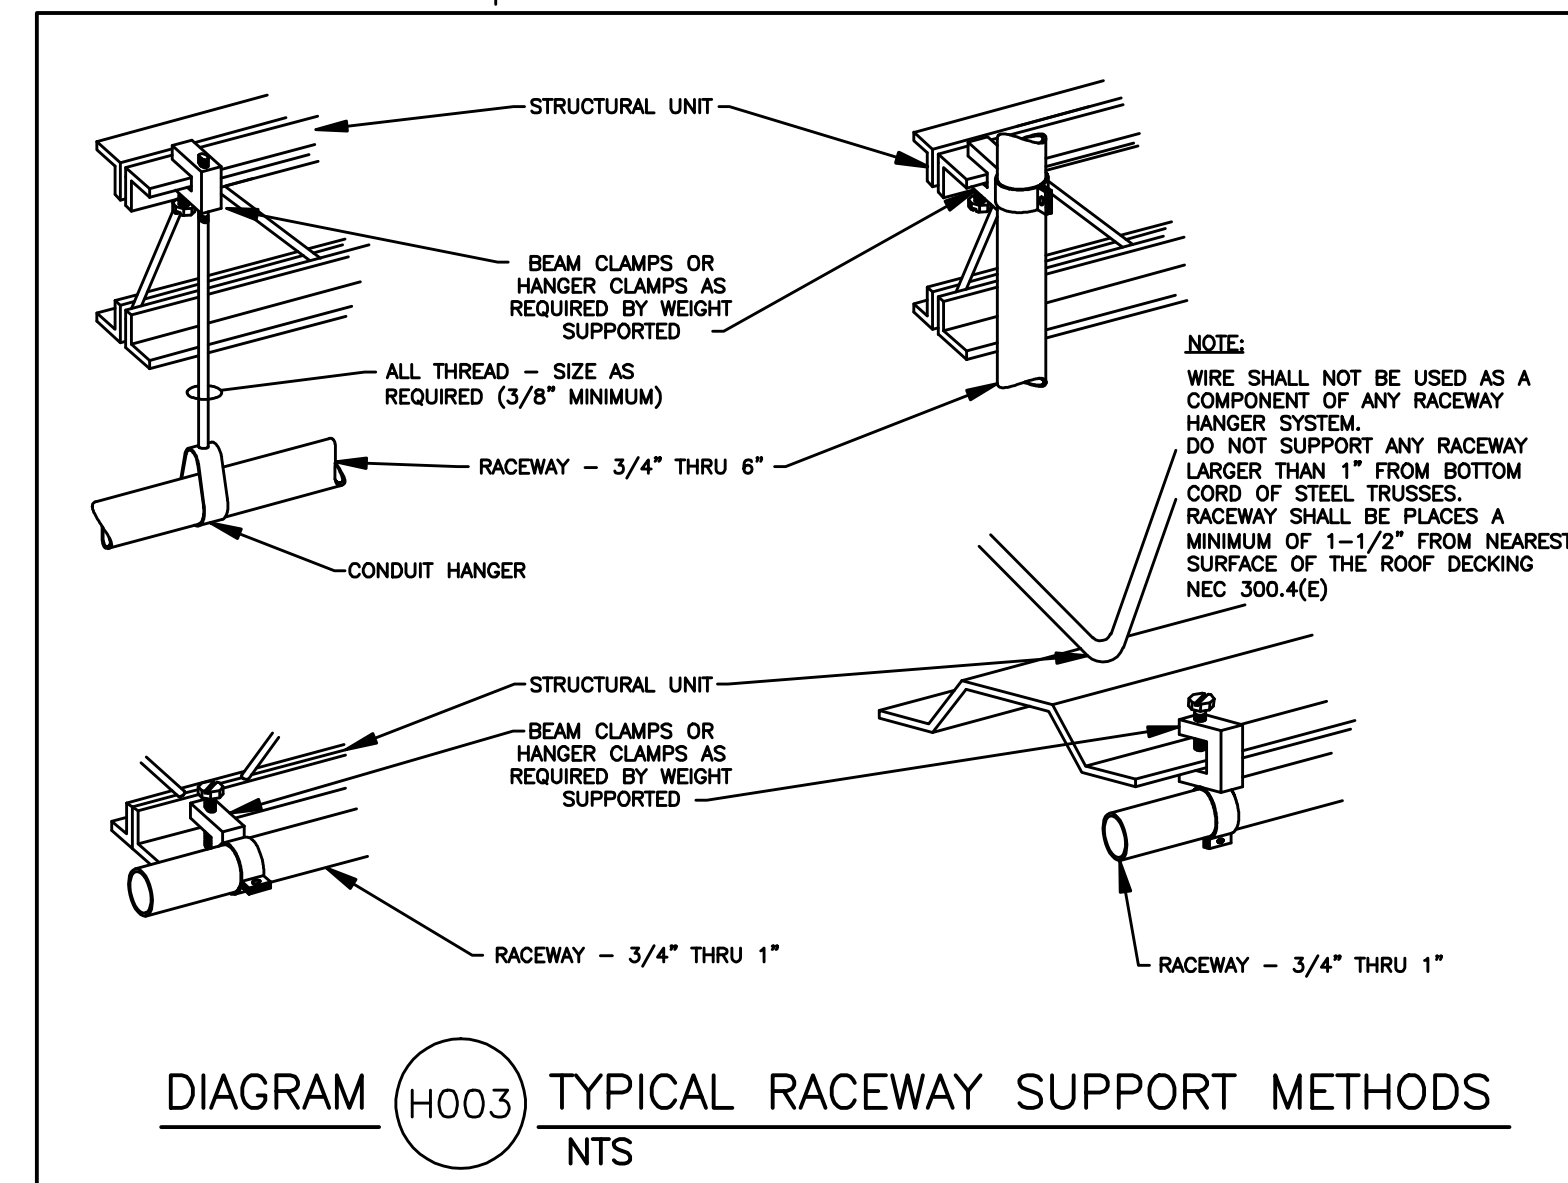 STRUCTURAL UNIT
BEAM CLAMPS OR
HANGER CLAMPS AS
REQUIRED BY WEIGHT
SUPPORTED
ALL THREAD – SIZE AS
REQUIRED (3/8" MINIMUM)
RACEWAY – 3/4" THRU 6"
CONDUIT HANGER
NOTE:
WIRE SHALL NOT BE USED AS A
COMPONENT OF ANY RACEWAY
HANGER SYSTEM.
DO NOT SUPPORT ANY RACEWAY
LARGER THAN 1" FROM BOTTOM
CORD OF STEEL TRUSSES.
RACEWAY SHALL BE PLACES A
MINIMUM OF 1–1/2" FROM NEAREST
SURFACE OF THE ROOF DECKING
NEC 300.4(E)
STRUCTURAL UNIT
BEAM CLAMPS OR
HANGER CLAMPS AS
REQUIRED BY WEIGHT
SUPPORTED
RACEWAY – 3/4" THRU 1"
RACEWAY – 3/4" THRU 1"
DIAGRAM H003 TYPICAL RACEWAY SUPPORT METHODS
NTS